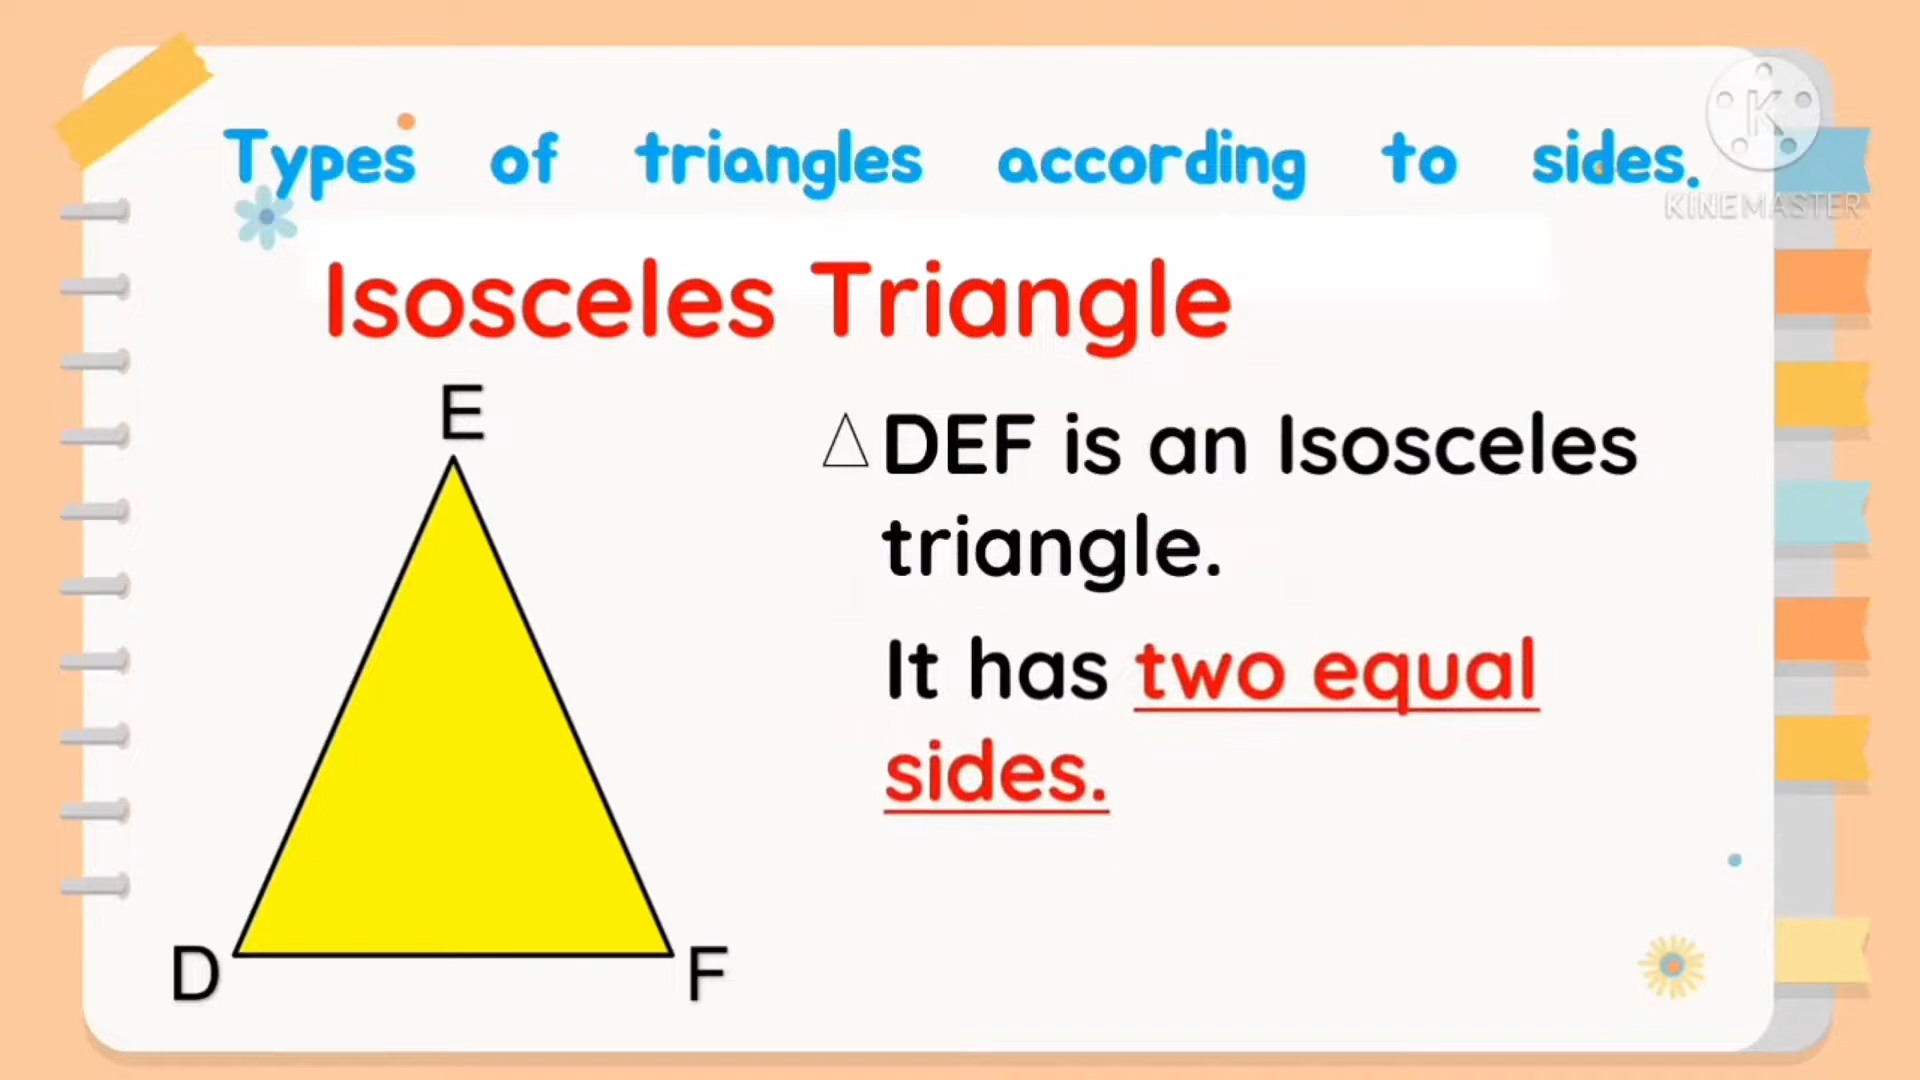 Types of triangles according to sides.
K
KINEMASTER
Isosceles Triangle
E
△DEF is an Isosceles
triangle.
It has two equal
sides.
D
F